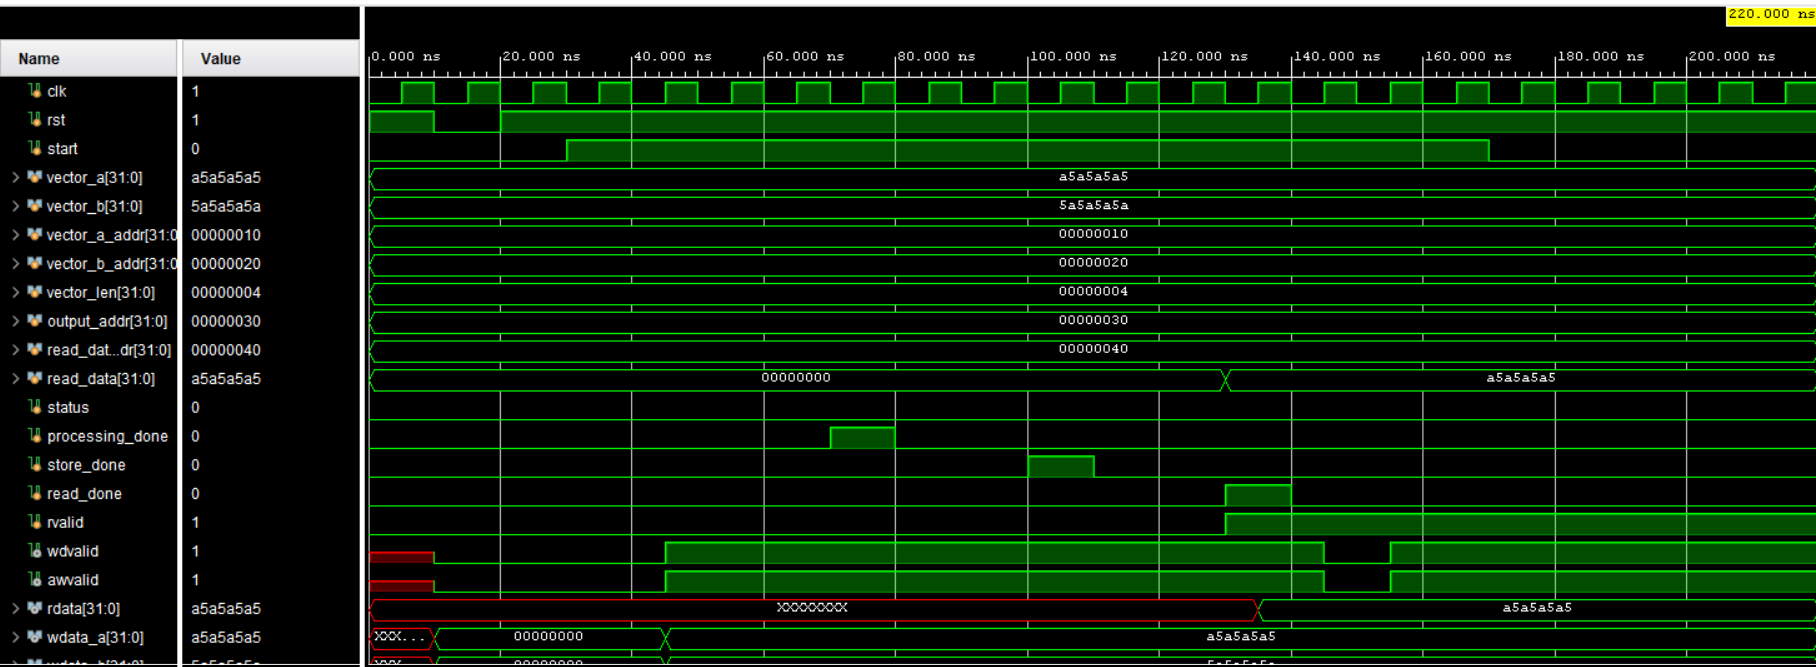 220.000 ns
Name Value
0.000 ns 20.000 ns 40.000 ns 60.000 ns 80.000 ns 100.000 ns 120.000 ns 140.000 ns 160.000 ns 180.000 ns 200.000 ns
clk 1
rst 1
start 0
vector_a[31:0] a5a5a5a5 a5a5a5a5
vector_b[31:0] 5a5a5a5a 5a5a5a5a
vector_a_addr[31:0 00000010 00000010
vector_b_addr[31:0 00000020 00000020
vector_len[31:0] 00000004 00000004
output_addr[31:0] 00000030 00000030
read_dat...dr[31:0] 00000040 00000040
read_data[31:0] a5a5a5a5 00000000 a5a5a5a5
status 0
processing_done 0
store_done 0
read_done 0
rvalid 1
wdvalid 1
awvalid 1
rdata[31:0] a5a5a5a5 XXXXXXXX a5a5a5a5
wdata_a[31:0] a5a5a5a5 XXX... 00000000 a5a5a5a5